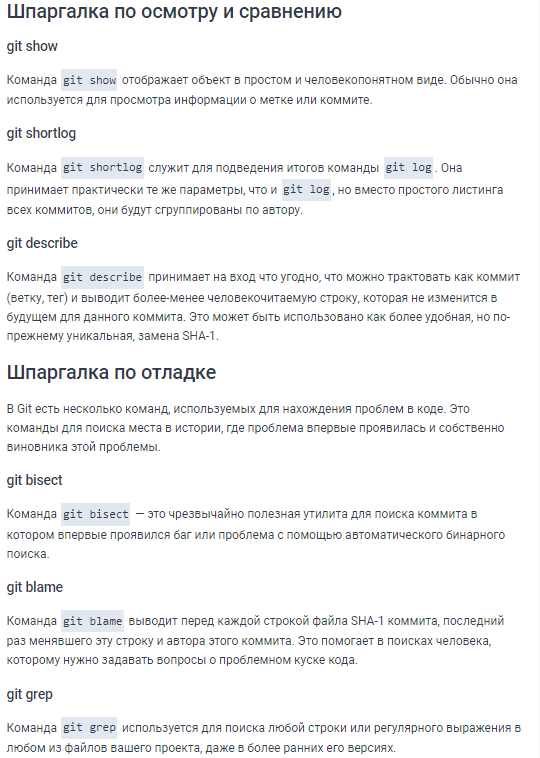 Шпаргалка по осмотру и сравнению
git show
Команда git show отображает объект в простом и человекопонятном виде. Обычно она
используется для просмотра информации о метке или коммите.
git shortlog
Команда git shortlog служит для подведения итогов команды git log. Она
принимает практически те же параметры, что и git log, но вместо простого листинга
всех коммитов, они будут сгруппированы по автору.
git describe
Команда git describe принимает на вход что угодно, что можно трактовать как коммит
(ветку, тег) и выводит более-менее человекочитаемую строку, которая не изменится в
будущем для данного коммита. Это может быть использовано как более удобная, но по-
прежнему уникальная, замена SHA-1.
Шпаргалка по отладке
В Git есть несколько команд, используемых для нахождения проблем в коде. Это
команды для поиска места в истории, где проблема впервые проявилась и собственно
виновника этой проблемы.
git bisect
Команда git bisect — это чрезвычайно полезная утилита для поиска коммита в
котором впервые проявился баг или проблема с помощью автоматического бинарного
поиска.
git blame
Команда git blame выводит перед каждой строкой файла SHA-1 коммита, последний
раз менявшего эту строку и автора этого коммита. Это помогает в поисках человека,
которому нужно задавать вопросы о проблемном куске кода.
git grep
Команда git grep используется для поиска любой строки или регулярного выражения в
любом из файлов вашего проекта, даже в более ранних его версиях.